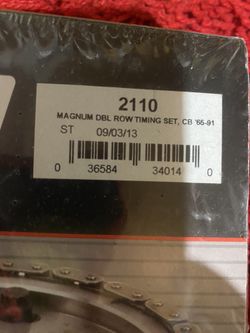 2110
MAGNUM DBL ROW TIMING SET, CB '65-91
ST 09/03/13
0 36584 34014 0